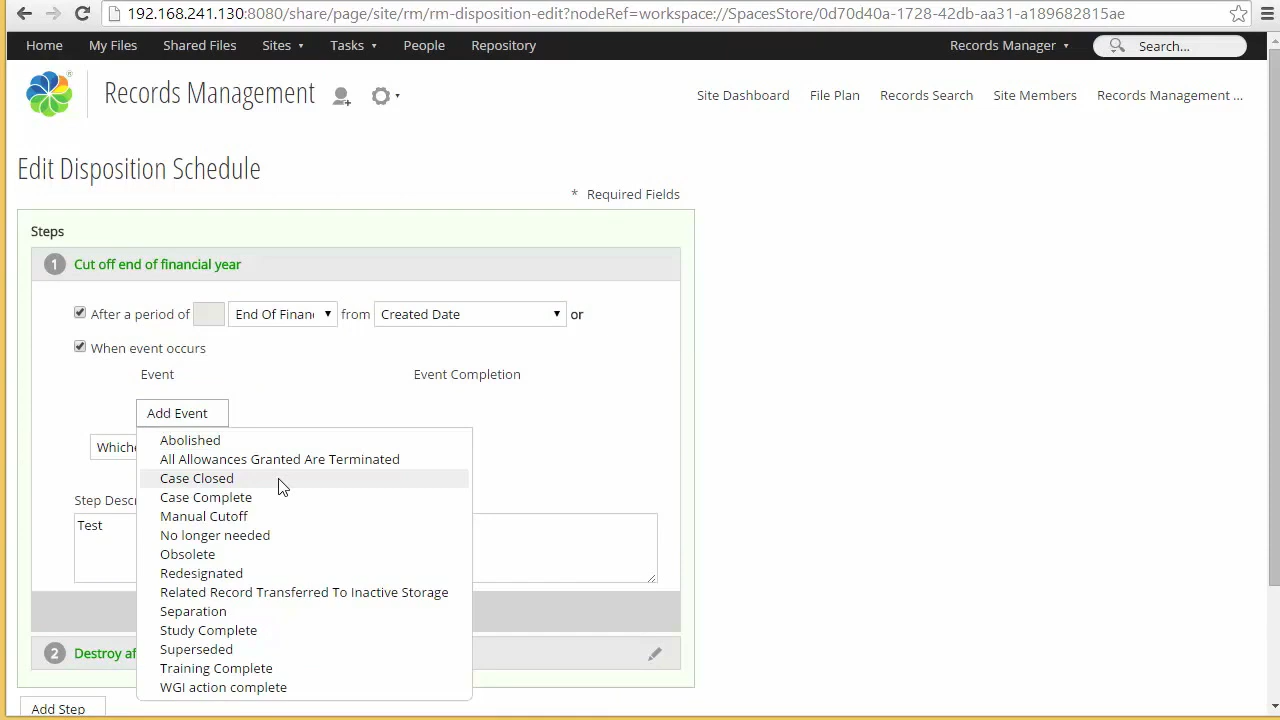 192.168.241.130:8080/share/page/site/rm/rm-disposition-edit?nodeRef=workspace://SpacesStore/0d70d40a-1728-42db-aa31-a189682815ae
Home My Files Shared Files Sites Tasks People Repository Records Manager Search...
Records Management Site Dashboard File Plan Records Search Site Members Records Management ...
Edit Disposition Schedule
* Required Fields
Steps
1 Cut off end of financial year
After a period of End Of Finan from Created Date or
When event occurs
Event Event Completion
Add Event
Abolished
All Allowances Granted Are Terminated
Case Closed
Case Complete
Manual Cutoff
No longer needed
Obsolete
Redesignated
Related Record Transferred To Inactive Storage
Separation
Study Complete
Superseded
Training Complete
WGI action complete
Whiche
Step Descr
Test
2 Destroy af
Add Step